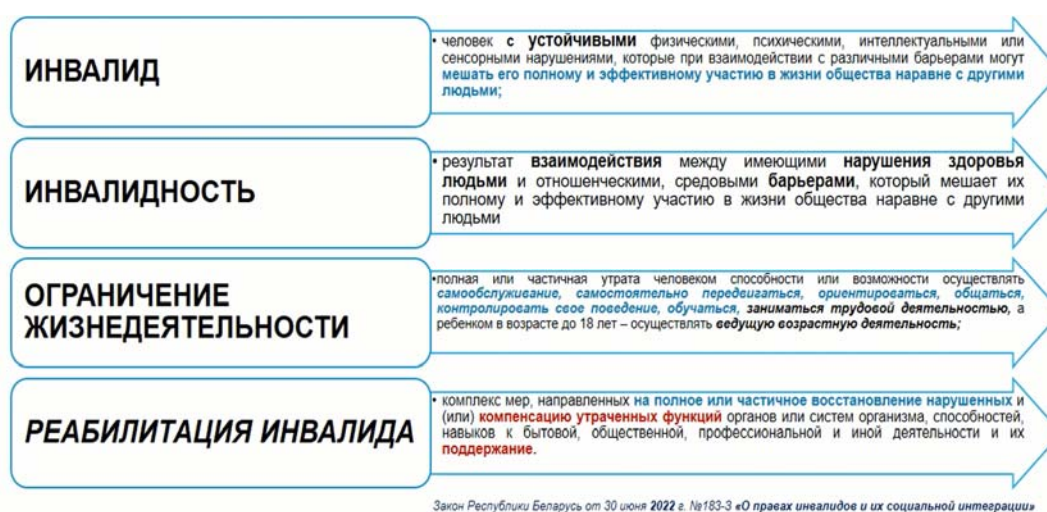 ИНВАЛИД
• человек с устойчивыми физическими, психическими, интеллектуальными или
сенсорными нарушениями, которые при взаимодействии с различными барьерами могут
мешать его полному и эффективному участию в жизни общества наравне с другими
людьми;
ИНВАЛИДНОСТЬ
• результат взаимодействия между имеющими нарушения здоровья
людьми и отношенческими, средовыми барьерами, который мешает их
полному и эффективному участию в жизни общества наравне с другими
людьми
ОГРАНИЧЕНИЕ
ЖИЗНЕДЕЯТЕЛЬНОСТИ
•полная или частичная утрата человеком способности или возможности осуществлять
самообслуживание, самостоятельно передвигаться, ориентироваться, общаться,
контролировать свое поведение, обучаться, заниматься трудовой деятельностью, а
ребенком в возрасте до 18 лет – осуществлять ведущую возрастную деятельность;
РЕАБИЛИТАЦИЯ ИНВАЛИДА
• комплекс мер, направленных на полное или частичное восстановление нарушенных и
(или) компенсацию утраченных функций органов или систем организма, способностей,
навыков к бытовой, общественной, профессиональной и иной деятельности и их
поддержание.
Закон Республики Беларусь от 30 июня 2022 г. №183-З «О правах инвалидов и их социальной интеграции»